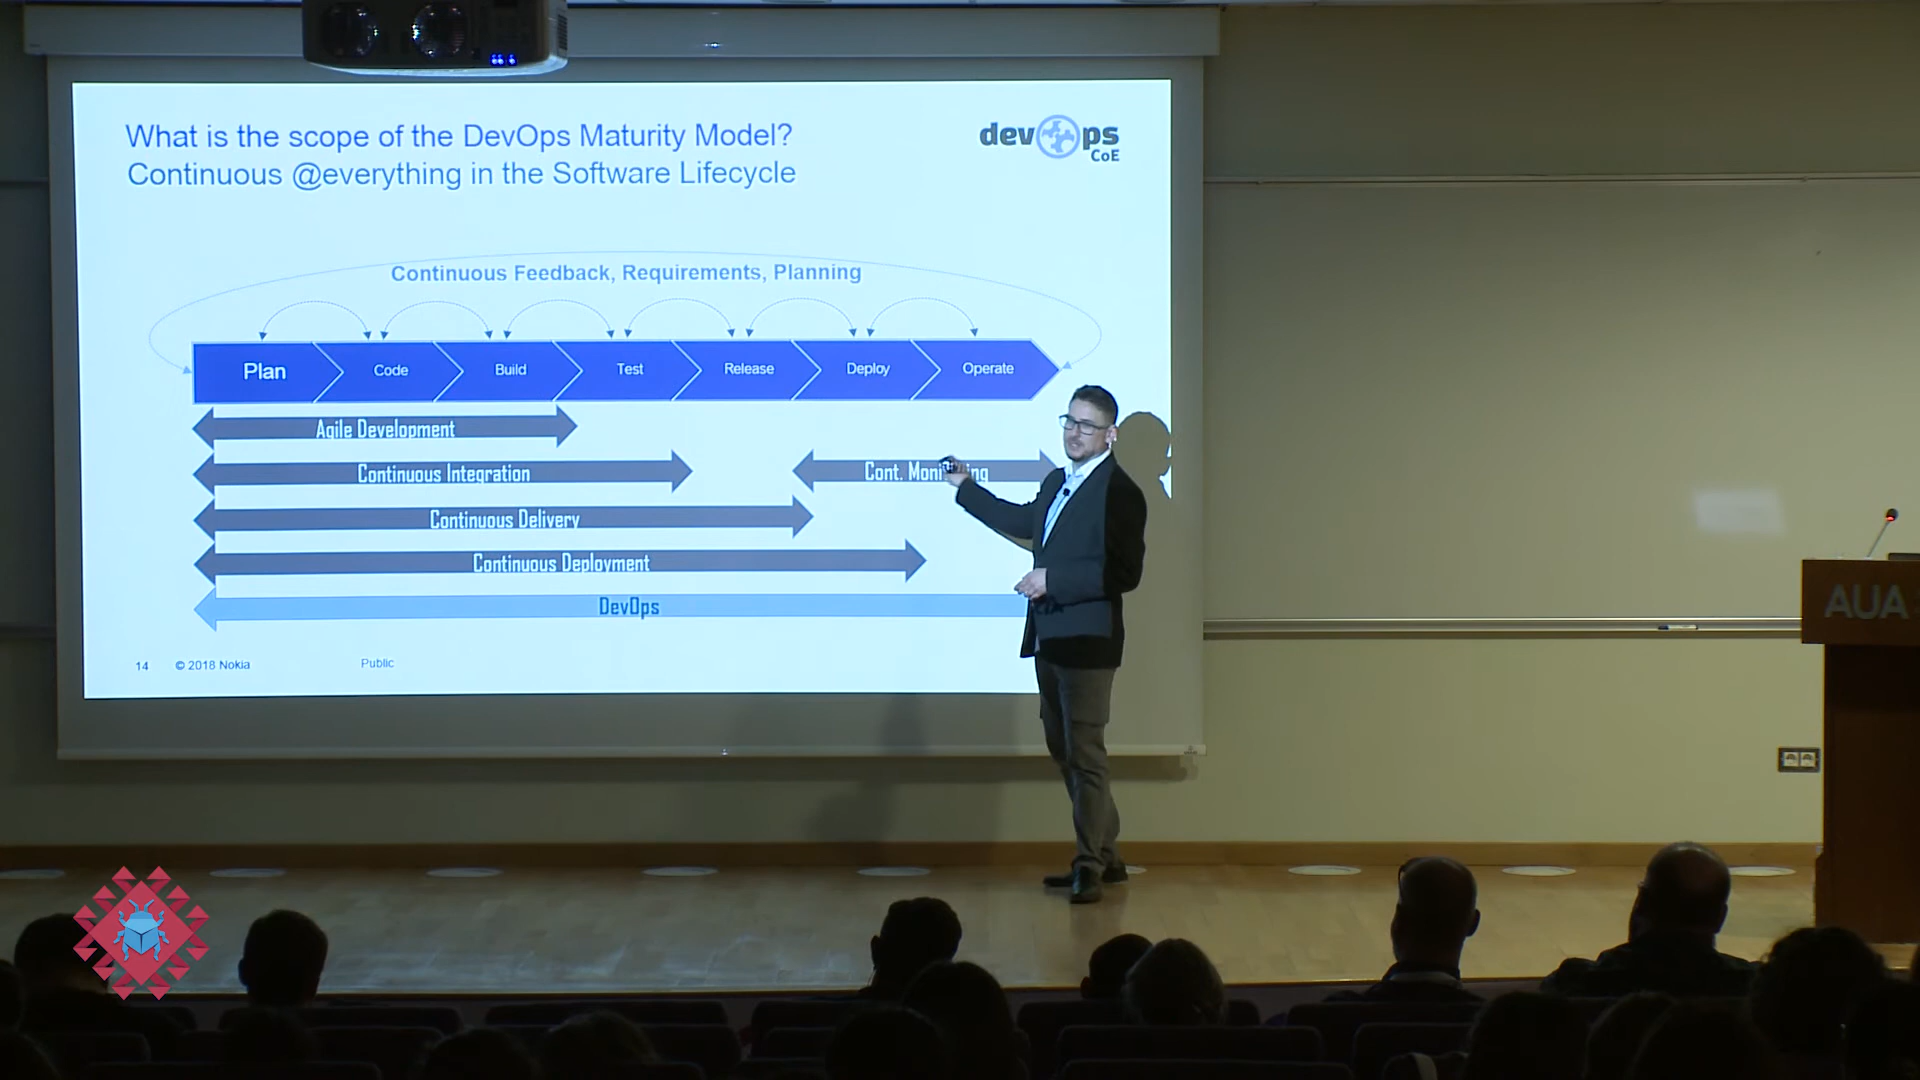 What is the scope of the DevOps Maturity Model?
Continuous @everything in the Software Lifecycle
devOps
CoE
Continuous Feedback, Requirements, Planning
Plan
Code
Build
Test
Release
Deploy
Operate
Agile Development
Continuous Integration
Cont.
Continuous Delivery
Continuous Deployment
DevOps
14 © 2018 Nokia Public
AUA